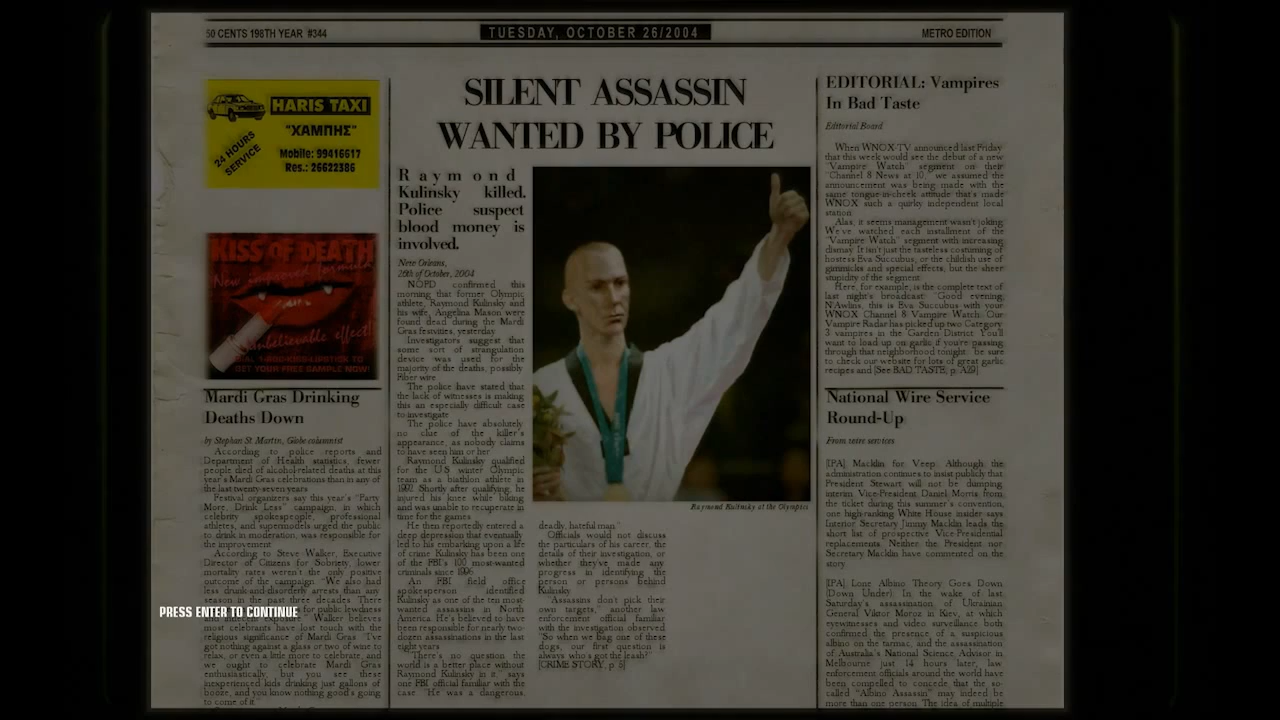 50 CENTS 198TH YEAR #344
TUESDAY, OCTOBER 26/2004
METRO EDITION
HARIS TAXI
"ΧΑΜΠΗΣ"
24 HOURS
SERVICE
Mobile: 99416617
Res.: 26622386
KISS OF DEATH
New improved formula
Unbelievable effect!
GET YOUR FREE SAMPLE NOW!
Mardi Gras Drinking
Deaths Down
by Stephan St Martin, Globe columnist
According to police reports and
Department of Health statistics, fewer
people died of alcohol-related deaths at this
year's Mardi Gras celebrations than in any
of the last twenty-seven years
Festival organizers say this year's "Party
More, Drink Less" campaign, in which
celebrity spokespeople, professional
athletes, and supermodels urged the public
to drink in moderation, was responsible for
the improvement
According to Steve Walker, Executive
Director of Citizens for Sobriety, lower
mortality rates weren't the only positive
outcome of the campaign "We also had
less drunk-and-disorderly arrests than any
season in the past three decades There
PRESS ENTER TO CONTINUE
for public lewdness
and indecent exposure" Walker believes
most celebrants have lost touch with the
religious significance of Mardi Gras "I've
got nothing against a glass or two of wine to
relax, or even a little more to celebrate, and
we ought to celebrate Mardi Gras
enthusiastically, but you see these
inexperienced kids drinking just gallons of
booze, and you know nothing good's going
to come of it"
SILENT ASSASSIN
WANTED BY POLICE
Raymond
Kulinsky killed.
Police suspect
blood money is
involved.
New Orleans,
26th of October, 2004
NOPD confirmed this
morning that former Olympic
athlete, Raymond Kulinsky and
his wife, Angelina Mason were
found dead during the Mardi
Gras festivities, yesterday
Investigators suggest that
some sort of strangulation
device was used for the
majority of the deaths, possibly
Fiber wire
The police have stated that
the lack of witnesses is making
this an especially difficult case
to investigate
The police have absolutely
no clue of the killer's
appearance, as nobody claims
to have seen him or her
Raymond Kulinsky qualified
for the U.S. winter Olympic
team as a biathlon athlete in
Shortly after qualifying, he
injured his knee while biking
and was unable to recuperate in
time for the games
He then reportedly entered a
deep depression that eventually
led to his embarking upon a life
of crime Kulinsky has been one
of the FBI's 100 most-wanted
criminals since 1996
An FBI field office
spokesperson identified
Kulinsky as one of the ten most-
wanted assassins in North
America. He's believed to have
been responsible for nearly two-
dozen assassinations in the last
eight years
"There's no question the
world is a better place without
Raymond Kulinsky in it," says
one FBI official familiar with the
case "He was a dangerous,
Raymond Kulinsky at the Olympics
deadly, hateful man"
Officials would not discuss
the particulars of his career, the
details of their investigation, or
whether they've made any
progress in identifying the
person or persons behind
Kulinsky
"Assassins don't pick their
own targets," another law
enforcement official familiar
with the investigation observed
"So when we bag one of these
dogs, our first question is
always who's got the leash?"
[CRIME STORY, p 5]
EDITORIAL: Vampires
In Bad Taste
Editorial Board
When WNOX-TV announced last Friday
that this week would see the debut of a new
"Vampire Watch" segment on their
"Channel 8 News at 10," we assumed the
announcement was being made with the
same tongue-in-cheek attitude that's made
WNOX such a quirky independent local
station
Alas, it seems management wasn't joking
We've watched each installment of the
"Vampire Watch" segment with increasing
dismay It isn't just the tasteless costuming of
hostess Eva Succubus, or the childish use of
gimmicks and special effects, but the sheer
stupidity of the segment
Here, for example, is the complete text of
last night's broadcast: "Good evening,
N'Awlins, this is Eva Succubus with your
WNOX Channel 8 Vampire Watch Our
Vampire Radar has picked up two Category
3 vampires in the Garden District You'll
want to load up on garlic if you're passing
through that neighborhood tonight be sure
to check our website for lots of great garlic
recipes and [See BAD TASTE, p A29]
National Wire Service
Round-Up
From wire services
[IPA] Macklin for Veep: Although the
administration continues to insist publicly that
President Stewart will not be dumping
interim Vice-President Daniel Morris from
the ticket during this summer's convention,
one high-ranking White House insider says
Interior Secretary Jimmy Macklin leads the
short list of prospective Vice-Presidential
replacements Neither the President nor
Secretary Macklin have commented on the
story
[IPA] Lone Albino Theory Goes Down
(Down Under) In the wake of last
Saturday's assassination of Ukrainian
General Viktor Moroz in Kiev, at which
eyewitnesses and video surveillance both
confirmed the presence of a suspicious
albino on the tarmac, and the assassination
of Australia's National Science Advisor in
Melbourne just 14 hours later, law
enforcement officials around the world have
been compelled to concede that the so-
called "Albino Assassin" may indeed be
more than one person The idea of multiple